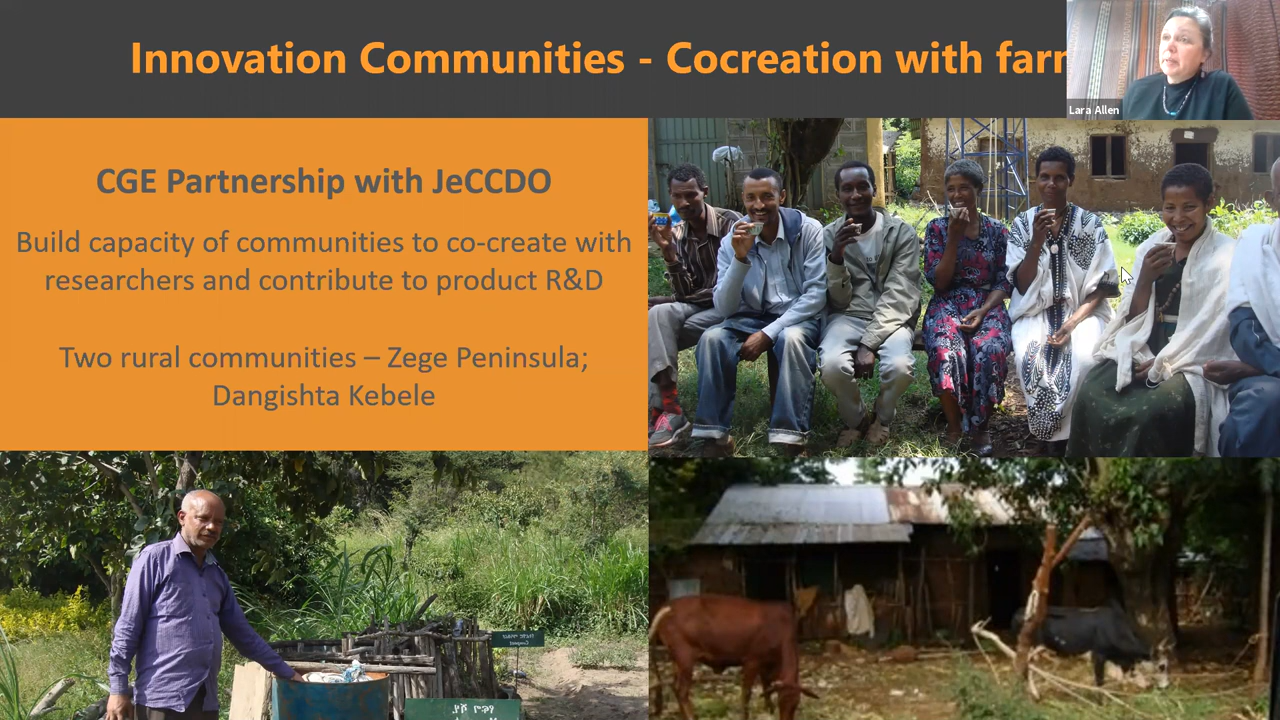 Innovation Communities - Cocreation with farm
Lara Allen
CGE Partnership with JeCCDO
Build capacity of communities to co-create with
researchers and contribute to product R&D
Two rural communities – Zege Peninsula;
Dangishta Kebele